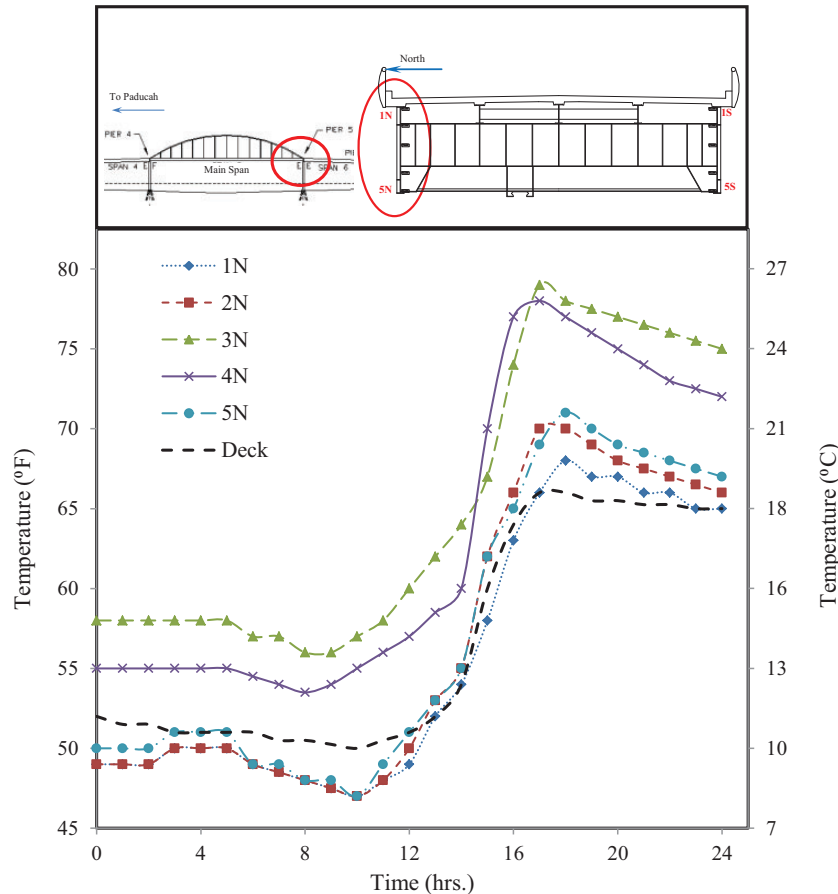 North
To Paducah
1N
1S
PIER 4
PIER 5
SPAN 4
E
F
Main Span
E
E
SPAN 6
5N
5S
80
75
70
65
60
55
50
45
Temperature (ºF)
1N
2N
3N
4N
5N
Deck
27
24
21
18
16
13
10
7
Temperature (ºC)
0
4
8
12
16
20
24
Time (hrs.)